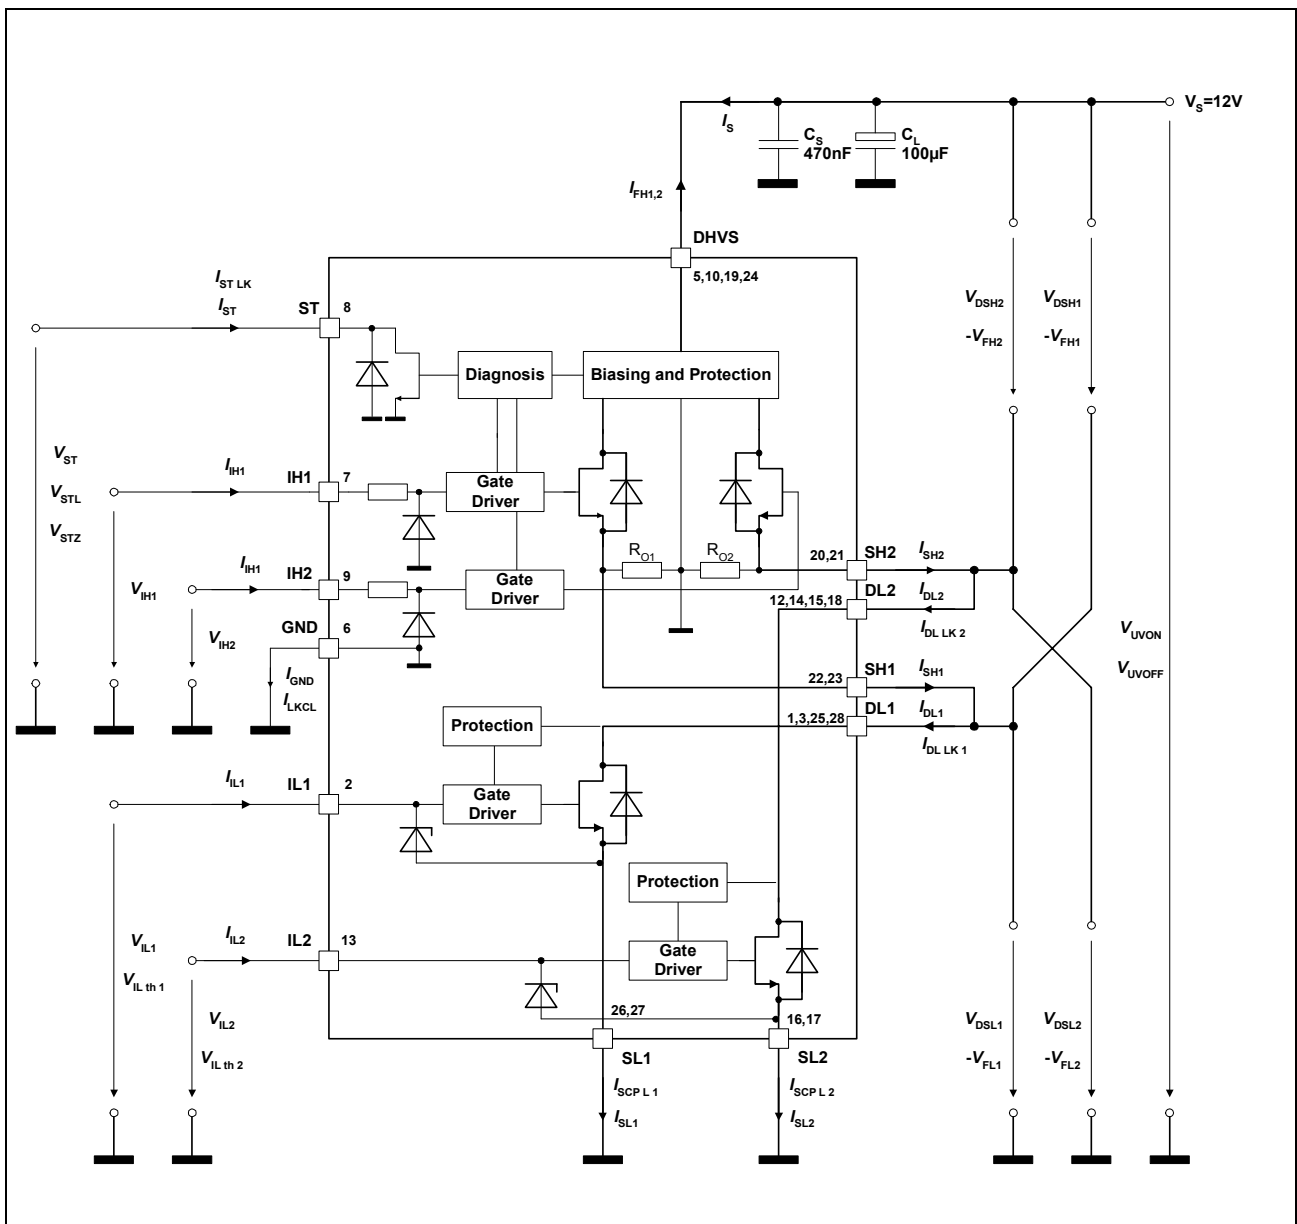 V_S=12V
I_S
C_S
470nF
C_L
100µF
I_FH1,2
DHVS
5,10,19,24
I_ST LK
I_ST
ST
8
V_DSH2
-V_FH2
V_DSH1
-V_FH1
Diagnosis
Biasing and Protection
V_ST
V_STL
V_STZ
I_IH1
IH1
7
Gate
Driver
R_O1
R_O2
20,21
SH2
I_SH2
V_IH1
I_IH1
IH2
9
Gate
Driver
12,14,15,18
DL2
I_DL2
I_DL LK 2
V_IH2
GND
6
I_GND
I_LKCL
V_UVON
V_UVOFF
22,23
SH1
I_SH1
1,3,25,28
DL1
I_DL1
I_DL LK 1
Protection
I_IL1
IL1
2
Gate
Driver
Protection
V_IL1
V_IL th 1
I_IL2
IL2
13
Gate
Driver
V_IL2
V_IL th 2
26,27
SL1
16,17
SL2
V_DSL1
-V_FL1
V_DSL2
-V_FL2
I_SCP L 1
I_SL1
I_SCP L 2
I_SL2